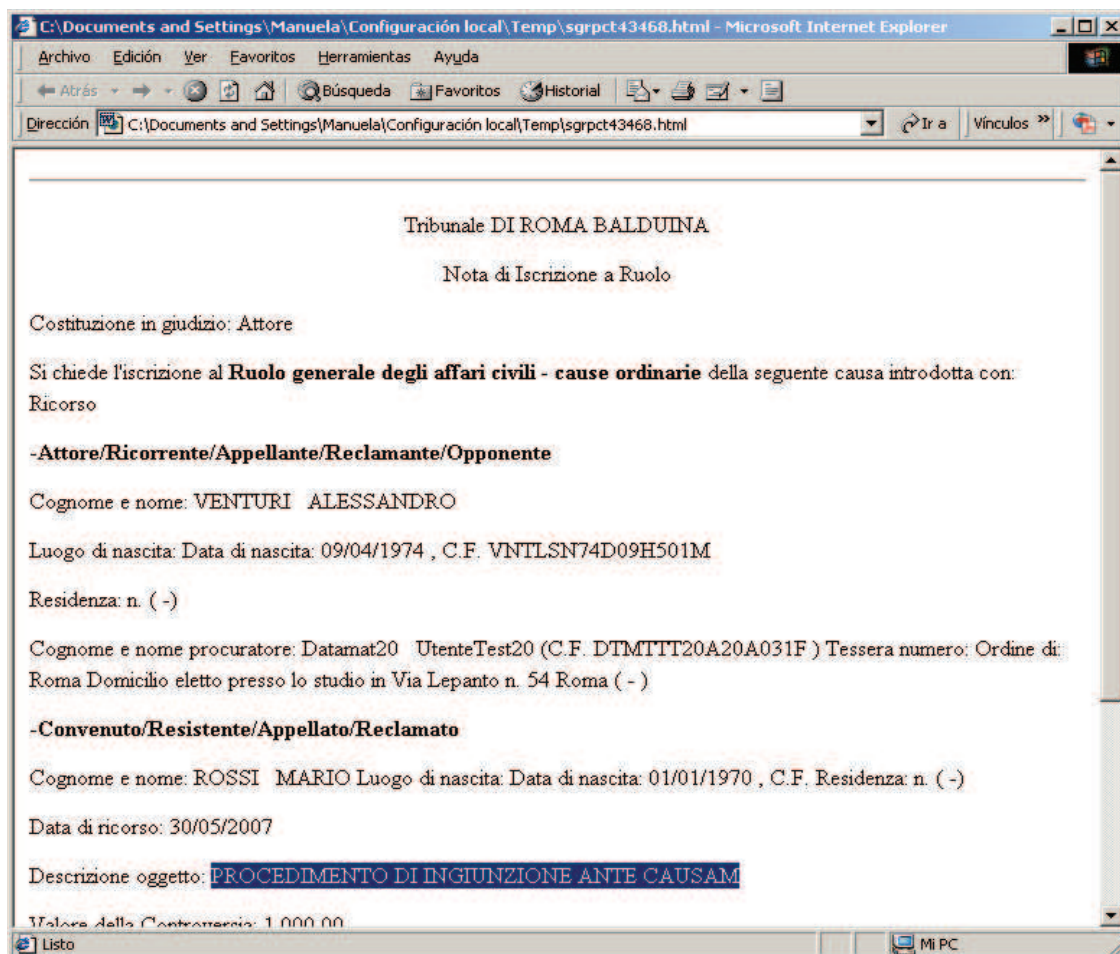 C:\Documents and Settings\Manuela\Configuración local\Temp\sgrpct43468.html - Microsoft Internet Explorer
Archivo Edición Ver Favoritos Herramientas Ayuda
Atrás Búsqueda Favoritos Historial
Dirección C:\Documents and Settings\Manuela\Configuración local\Temp\sgrpct43468.html Ir a Vínculos »
Tribunale DI ROMA BALDUINA
Nota di Iscrizione a Ruolo
Costituzione in giudizio: Attore
Si chiede l'iscrizione al Ruolo generale degli affari civili - cause ordinarie della seguente causa introdotta con:
Ricorso
-Attore/Ricorrente/Appellante/Reclamante/Opponente
Cognome e nome: VENTURI ALESSANDRO
Luogo di nascita: Data di nascita: 09/04/1974 , C.F. VNTLSN74D09H501M
Residenza: n. ( -)
Cognome e nome procuratore: Datamat20 UtenteTest20 (C.F. DTMTTT20A20A031F ) Tessera numero: Ordine di:
Roma Domicilio eletto presso lo studio in Via Lepanto n. 54 Roma ( - )
-Convenuto/Resistente/Appellato/Reclamato
Cognome e nome: ROSSI MARIO Luogo di nascita: Data di nascita: 01/01/1970 , C.F. Residenza: n. ( -)
Data di ricorso: 30/05/2007
Descrizione oggetto: PROCEDIMENTO DI INGIUNZIONE ANTE CAUSAM
Valore della Controversia: 1.000,00
Listo Mi PC